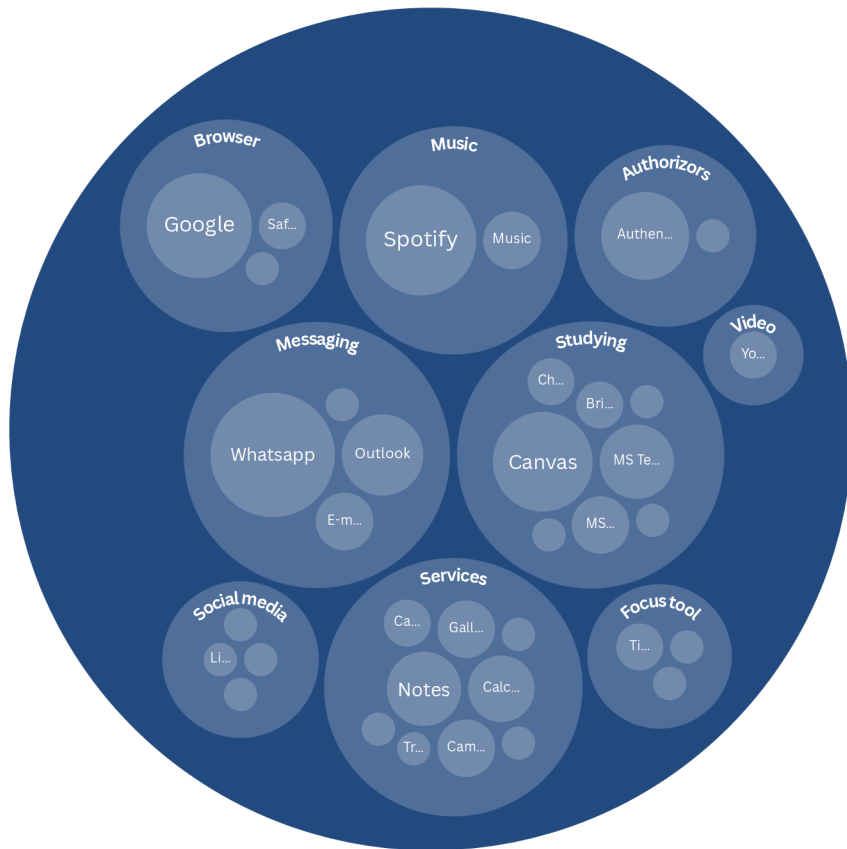 Browser
Google
Saf...
Music
Spotify
Music
Authorizors
Authen...
Video
Yo...
Messaging
Whatsapp
Outlook
E-m...
Studying
Ch...
Bri...
Canvas
MS Te...
MS...
Social media
Li...
Services
Ca...
Gall...
Notes
Calc...
Tr...
Cam...
Focus tool
Ti...